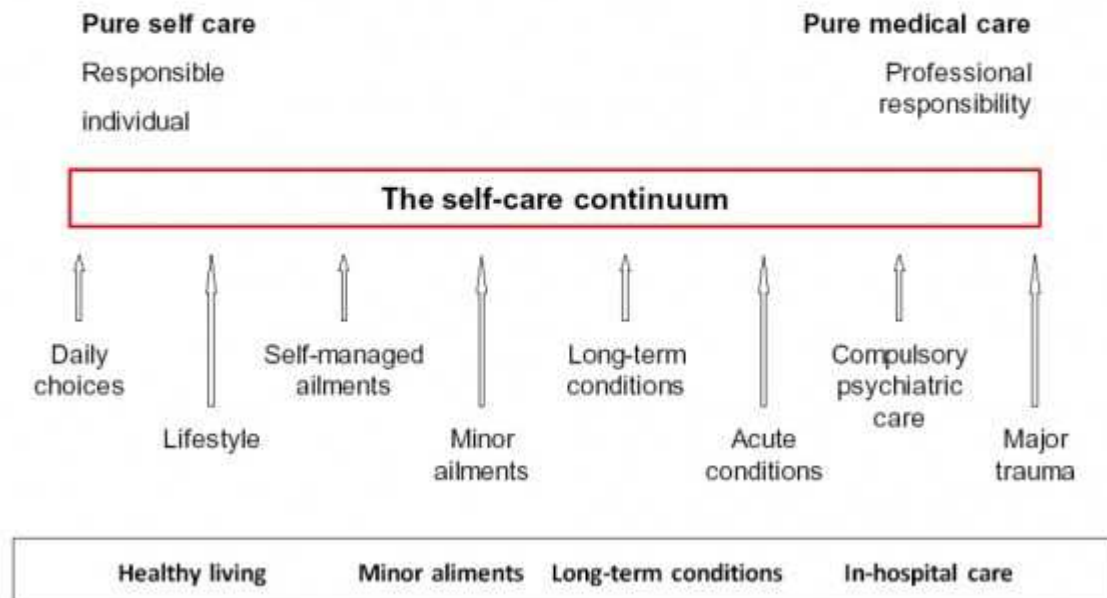 Pure self care
Responsible
individual
Pure medical care
Professional
responsibility
The self-care continuum
Daily
choices
Lifestyle
Self-managed
ailments
Minor
ailments
Long-term
conditions
Acute
conditions
Compulsory
psychiatric
care
Major
trauma
Healthy living Minor aliments Long-term conditions In-hospital care